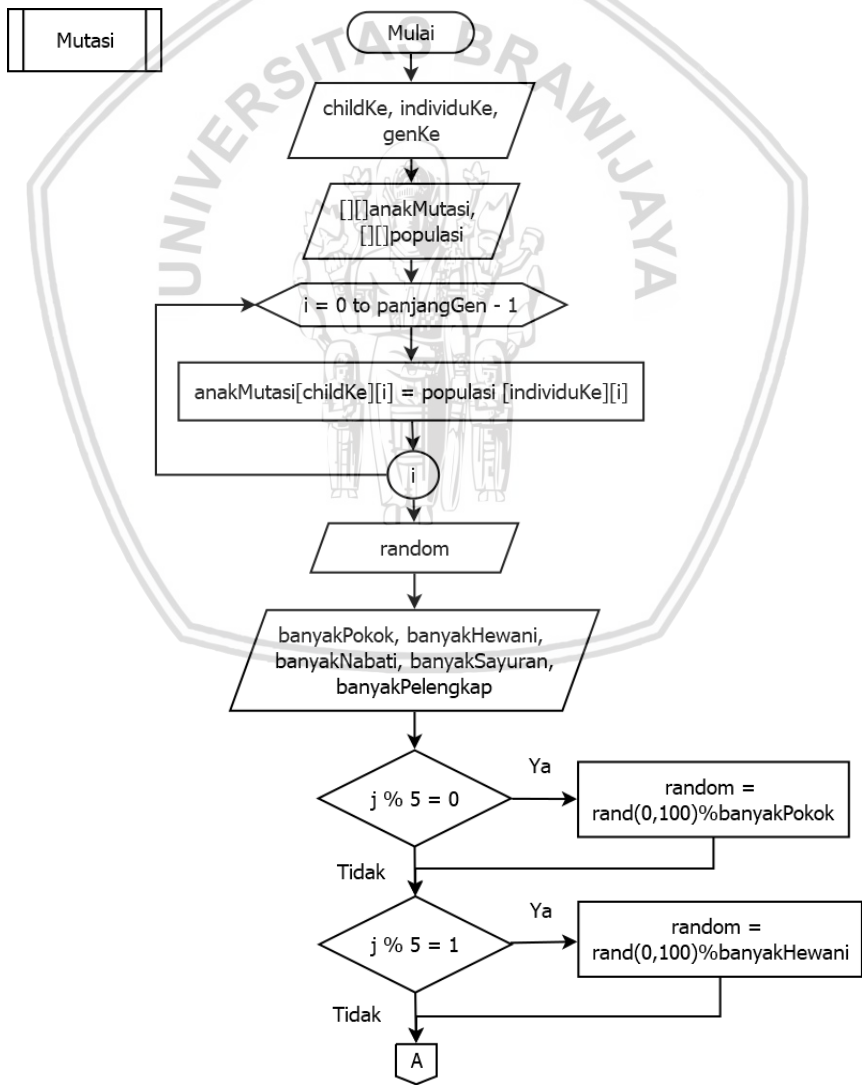 Mutasi
Mulai
UNIVERSITAS BRAWIJAYA
childKe, individuKe,
genKe
[][]anakMutasi,
[][]populasi
i = 0 to panjangGen - 1
anakMutasi[childKe][i] = populasi [individuKe][i]
i
random
banyakPokok, banyakHewani,
banyakNabati, banyakSayuran,
banyakPelengkap
j % 5 = 0
Ya
random =
rand(0,100)%banyakPokok
Tidak
j % 5 = 1
Ya
random =
rand(0,100)%banyakHewani
Tidak
A